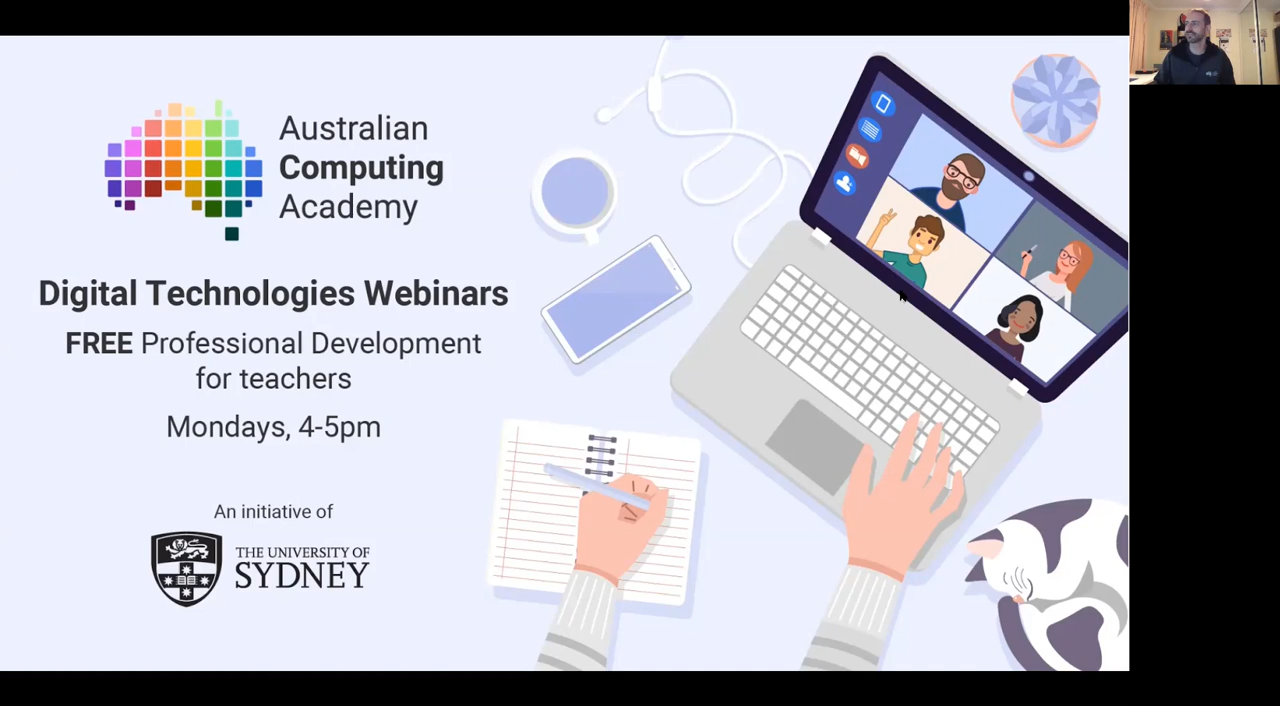 Australian
Computing
Academy
Digital Technologies Webinars
FREE Professional Development
for teachers
Mondays, 4-5pm
An initiative of
THE UNIVERSITY OF
SYDNEY